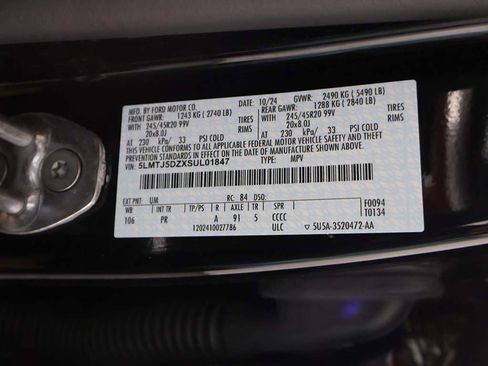 MFD. BY FORD MOTOR CO. DATE: 10/24 GVWR: 2490 KG ( 5490 LB)
FRONT GAWR: 1243 KG ( 2740 LB) REAR GAWR: 1288 KG ( 2840 LB)
WITH 245/45R20 99V TIRES WITH 245/45R20 99V TIRES
20x8.0J RIMS 20x8.0J RIMS
AT 230 kPa/ 33 PSI COLD AT 230 kPa/ 33 PSI COLD
THIS VEHICLE CONFORMS TO ALL APPLICABLE FEDERAL MOTOR VEHICLE SAFETY AND THEFT PREVENTION STANDARDS IN EFFECT ON THE DATE OF MANUFACTURE SHOWN ABOVE.
VIN: 5LMTJ5DZXSUL01847 TYPE: MPV
EXT PNT: UM RC: 84 DSO: F0094
WB INT TR TP/PS R AXLE TR SPR T0134
106 PR A 91 5 CCCC
1202410027786 ULC 5U5A-3520472-AA